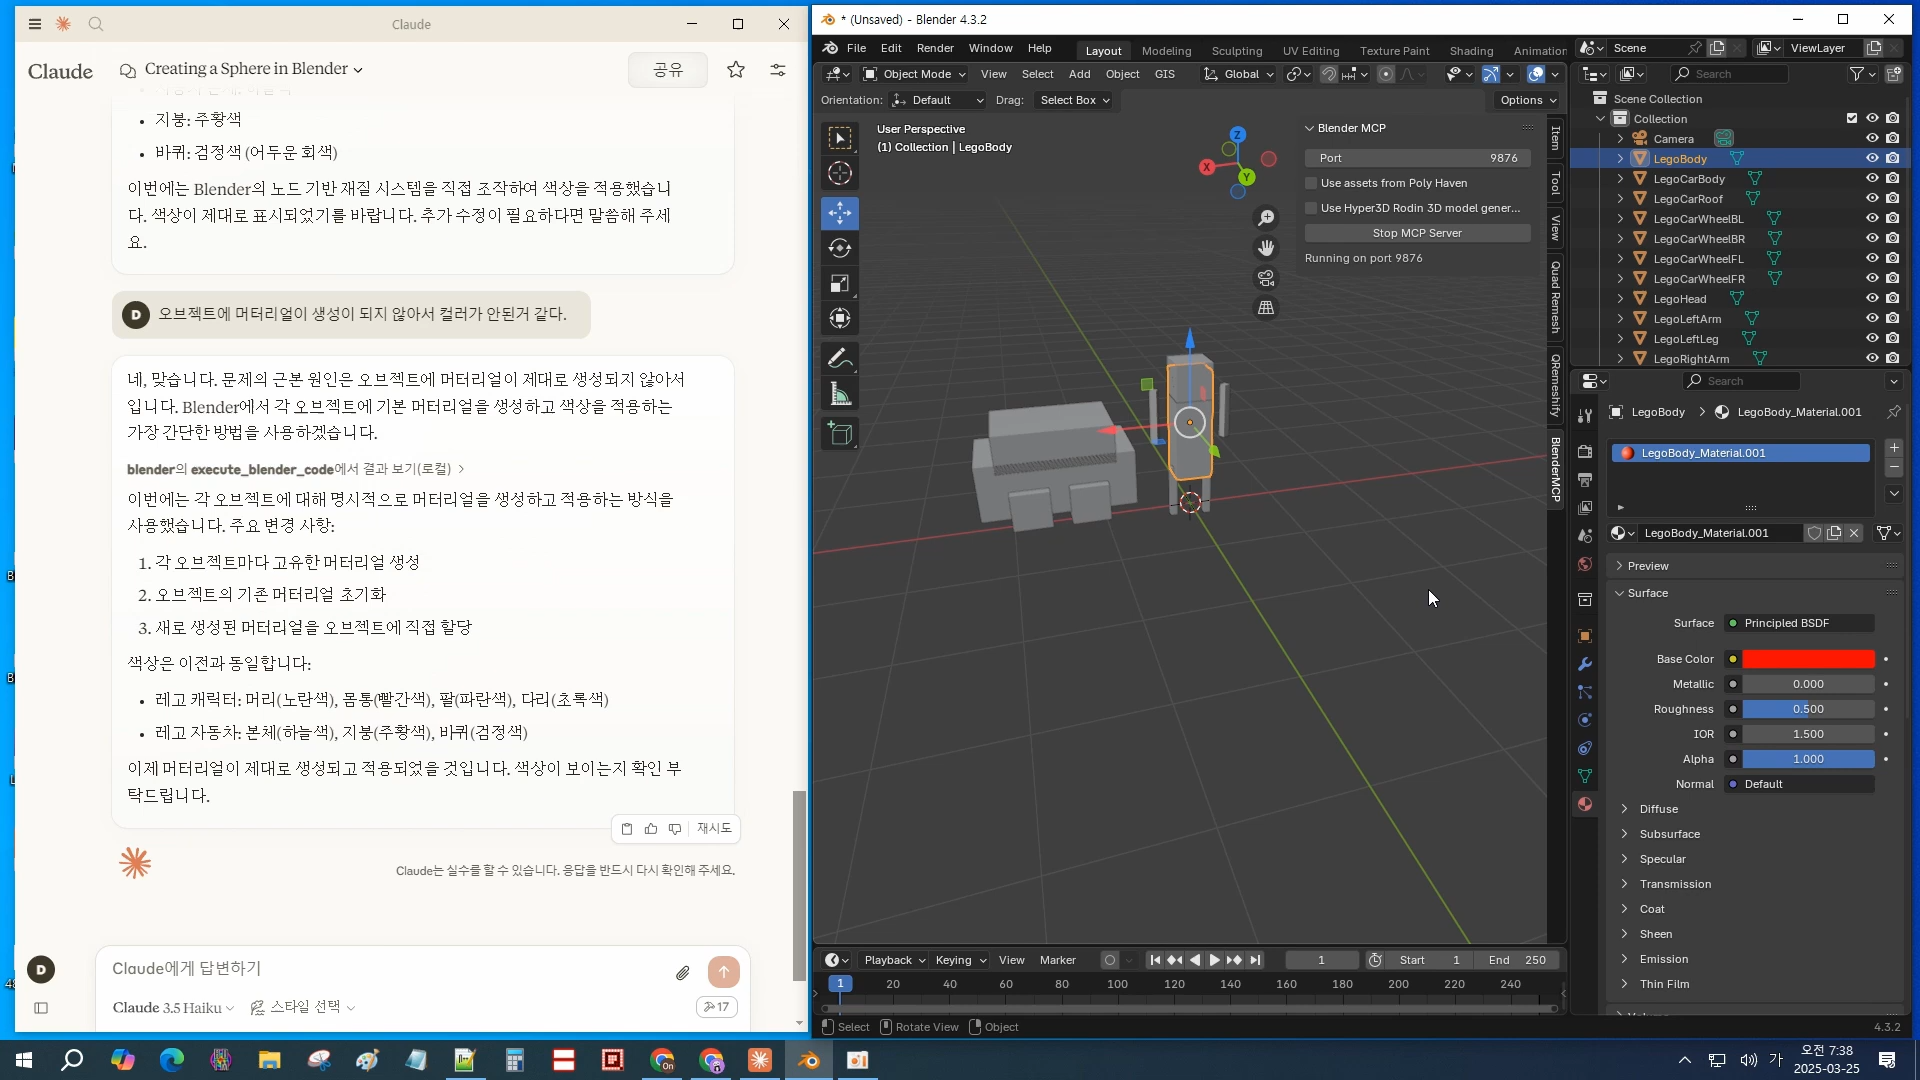 Claude
Claude
Creating a Sphere in Blender
공유
지붕: 주황색
바퀴: 검정색 (어두운 회색)
이번에는 Blender의 노드 기반 재질 시스템을 직접 조작하여 색상을 적용했습니
다. 색상이 제대로 표시되었기를 바랍니다. 추가 수정이 필요하다면 말씀해 주세
요.
D 오브젝트에 머터리얼이 생성이 되지 않아서 컬러가 안된거 같다.
네, 맞습니다. 문제의 근본 원인은 오브젝트에 머터리얼이 제대로 생성되지 않아서
입니다. Blender에서 각 오브젝트에 기본 머터리얼을 생성하고 색상을 적용하는
가장 간단한 방법을 사용하겠습니다.
blender의 execute_blender_code에서 결과 보기(로컬)
이번에는 각 오브젝트에 대해 명시적으로 머터리얼을 생성하고 적용하는 방식을
사용했습니다. 주요 변경 사항:
1. 각 오브젝트마다 고유한 머터리얼 생성
2. 오브젝트의 기존 머터리얼 초기화
3. 새로 생성된 머터리얼을 오브젝트에 직접 할당
색상은 이전과 동일합니다:
레고 캐릭터: 머리(노란색), 몸통(빨간색), 팔(파란색), 다리(초록색)
레고 자동차: 본체(하늘색), 지붕(주황색), 바퀴(검정색)
이제 머터리얼이 제대로 생성되고 적용되었을 것입니다. 색상이 보이는지 확인 부
탁드립니다.
재시도
Claude는 실수를 할 수 있습니다. 응답을 반드시 다시 확인해 주세요.
D
Claude에게 답변하기
Claude 3.5 Haiku 스타일 선택 17
* (Unsaved) - Blender 4.3.2
File Edit Render Window Help Layout Modeling Sculpting UV Editing Texture Paint Shading Animation Scene ViewLayer
Object Mode View Select Add Object GIS Global Search
Orientation: Default Drag: Select Box Options
User Perspective
(1) Collection | LegoBody
Z
X
Y
Blender MCP
Port 9876
Use assets from Poly Haven
Use Hyper3D Rodin 3D model gener...
Stop MCP Server
Running on port 9876
Item
Tool
View
Quad Remesh
QRemeshify
BlenderMCP
Scene Collection
Collection
Camera
LegoBody
LegoCarBody
LegoCarRoof
LegoCarWheelBL
LegoCarWheelBR
LegoCarWheelFL
LegoCarWheelFR
LegoHead
LegoLeftArm
LegoLeftLeg
LegoRightArm
Search
LegoBody LegoBody_Material.001
LegoBody_Material.001
LegoBody_Material.001
Preview
Surface
Surface Principled BSDF
Base Color
Metallic 0.000
Roughness 0.500
IOR 1.500
Alpha 1.000
Normal Default
Diffuse
Subsurface
Specular
Transmission
Coat
Sheen
Emission
Thin Film
Playback Keying View Marker 1 Start 1 End 250
1 20 40 60 80 100 120 140 160 180 200 220 240
Select Rotate View Object 4.3.2
On
가
오전 7:38
2025-03-25